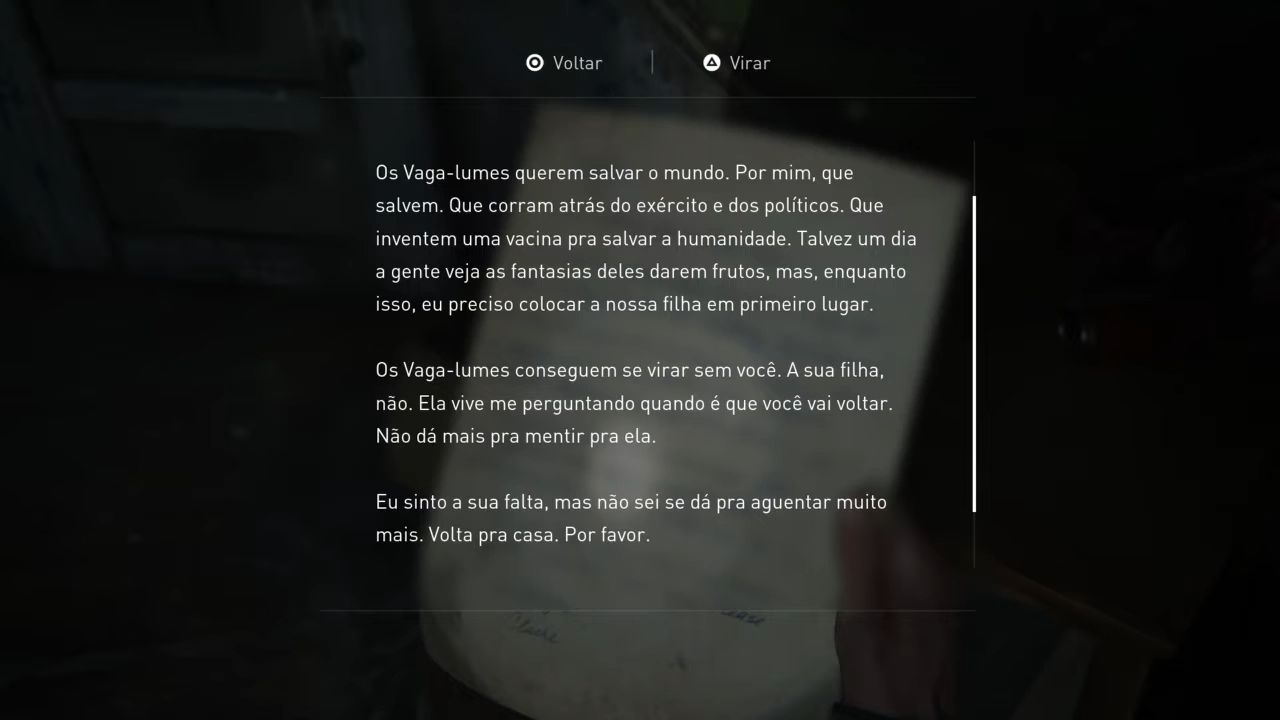 Voltar
Virar
Os Vaga-lumes querem salvar o mundo. Por mim, que
salvem. Que corram atrás do exército e dos políticos. Que
inventem uma vacina pra salvar a humanidade. Talvez um dia
a gente veja as fantasias deles darem frutos, mas, enquanto
isso, eu preciso colocar a nossa filha em primeiro lugar.
Os Vaga-lumes conseguem se virar sem você. A sua filha,
não. Ela vive me perguntando quando é que você vai voltar.
Não dá mais pra mentir pra ela.
Eu sinto a sua falta, mas não sei se dá pra aguentar muito
mais. Volta pra casa. Por favor.